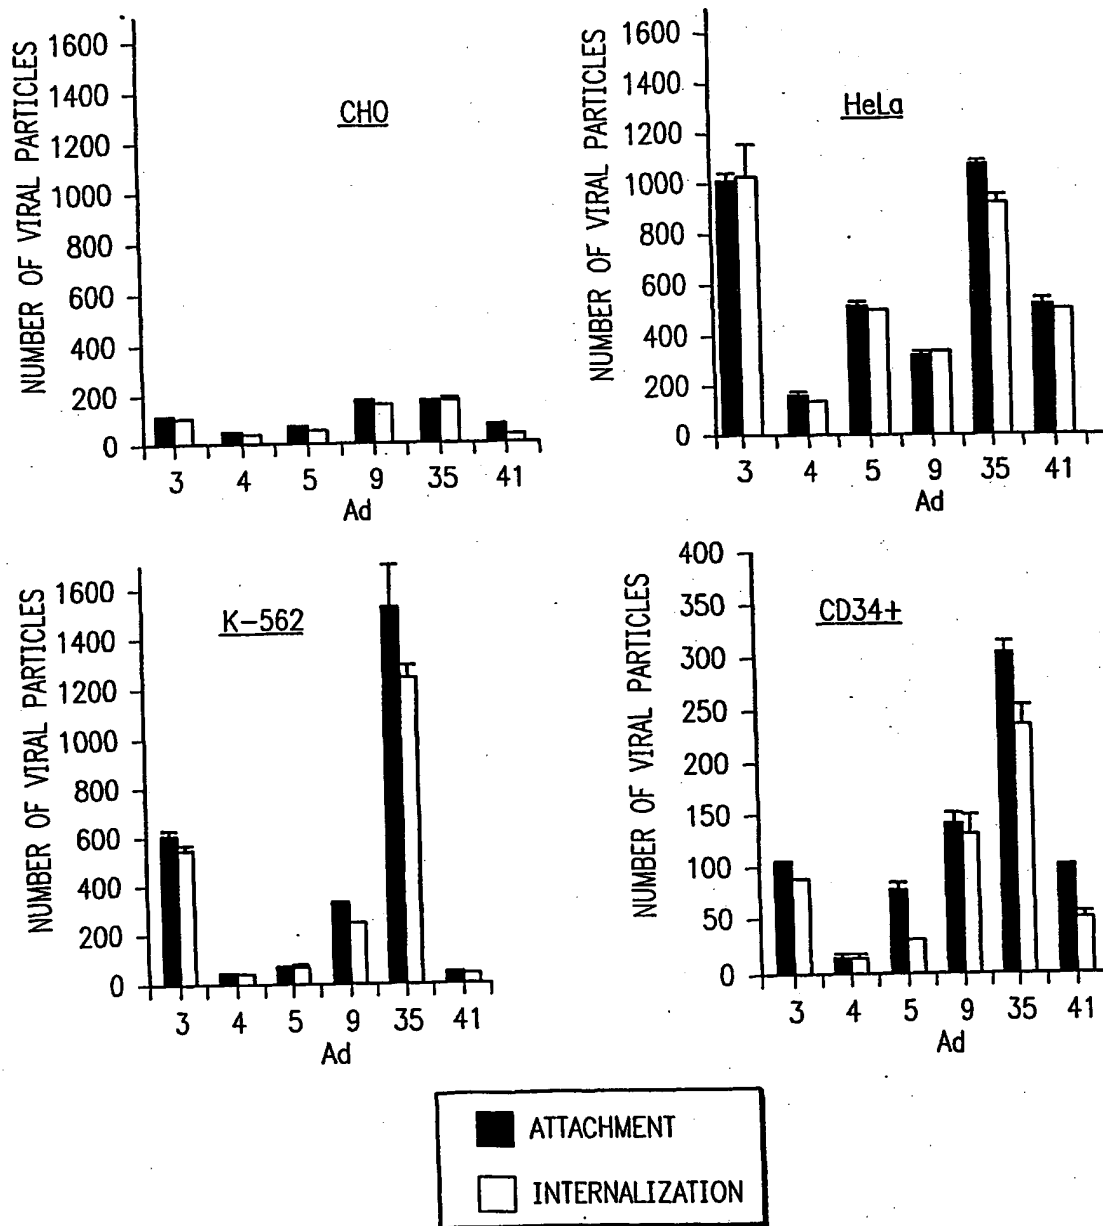 NUMBER OF VIRAL PARTICLES
1600
1400
1200
1000
800
600
400
200
0
CHO
3 4 5 9 35 41
Ad
NUMBER OF VIRAL PARTICLES
1600
1400
1200
1000
800
600
400
200
0
HeLa
3 4 5 9 35 41
Ad
NUMBER OF VIRAL PARTICLES
1600
1400
1200
1000
800
600
400
200
0
K-562
3 4 5 9 35 41
Ad
NUMBER OF VIRAL PARTICLES
400
350
300
250
200
150
100
50
0
CD34+
3 4 5 9 35 41
Ad
ATTACHMENT
INTERNALIZATION